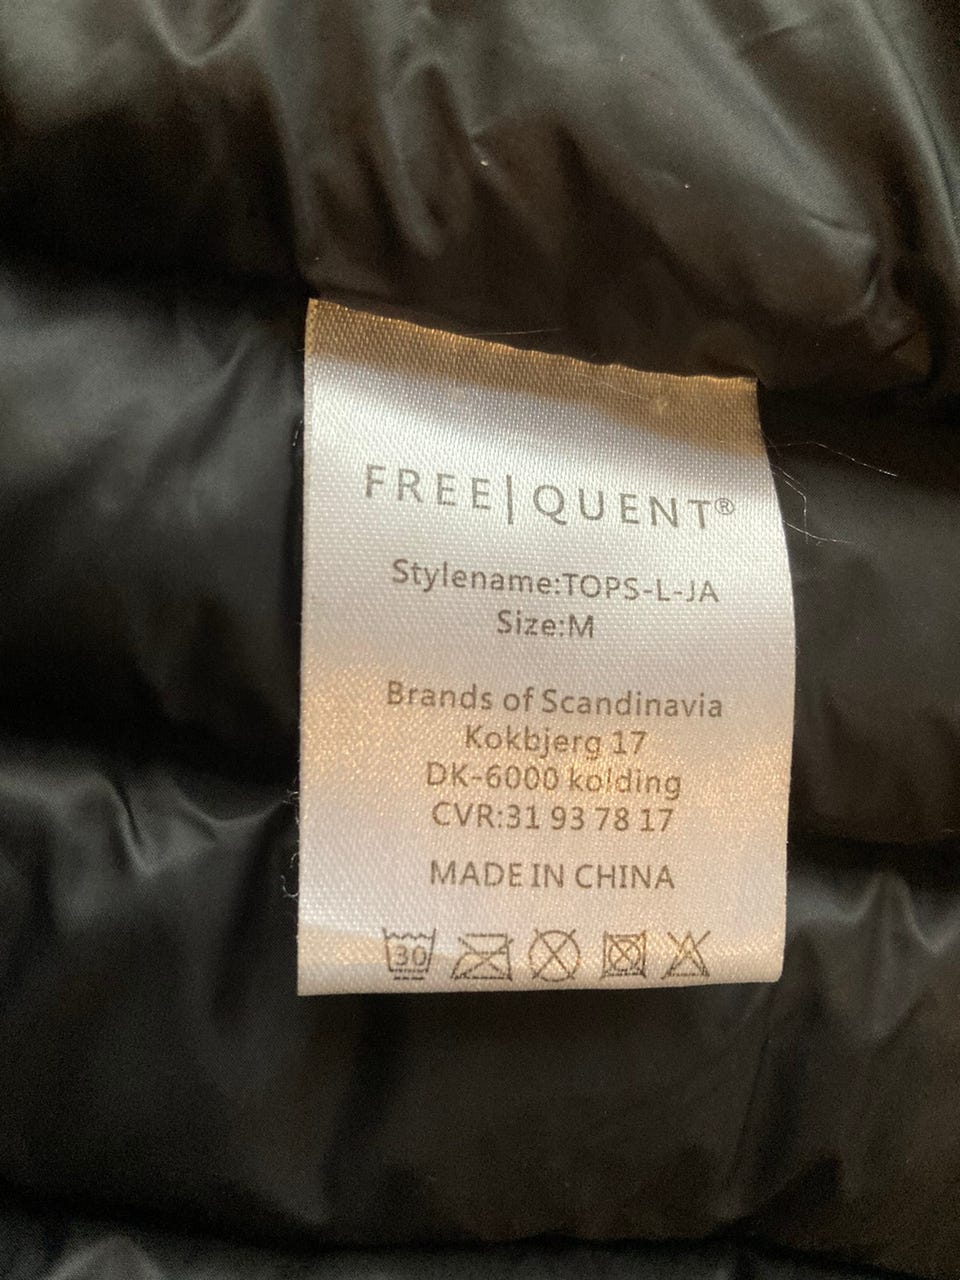 FREE|QUENT®
Stylename:TOPS-L-JA
Size:M
Brands of Scandinavia
Kokbjerg 17
DK-6000 kolding
CVR:31 93 78 17
MADE IN CHINA
30